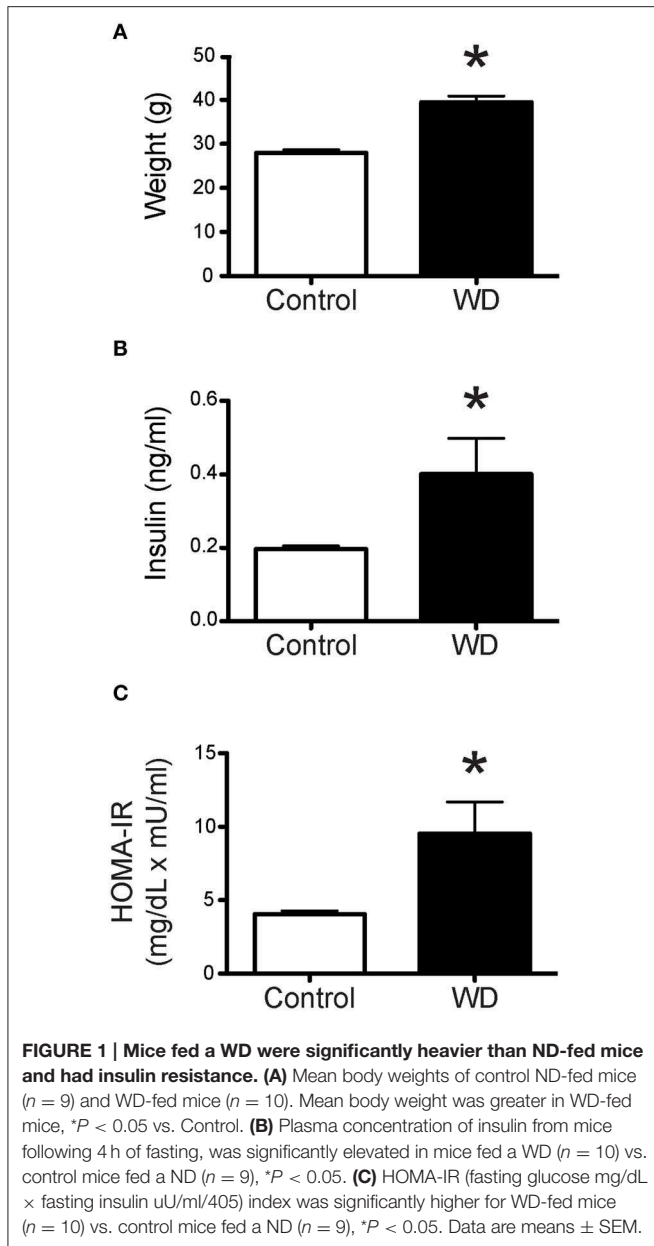 A
Weight (g)
50
40
30
20
10
0
*
Control WD
B
Insulin (ng/ml)
0.6
0.4
0.2
0.0
*
Control WD
C
HOMA-IR
(mg/dL x mU/ml)
15
10
5
0
*
Control WD
FIGURE 1 | Mice fed a WD were significantly heavier than ND-fed mice
and had insulin resistance. (A) Mean body weights of control ND-fed mice
(n = 9) and WD-fed mice (n = 10). Mean body weight was greater in WD-fed
mice, *P < 0.05 vs. Control. (B) Plasma concentration of insulin from mice
following 4 h of fasting, was significantly elevated in mice fed a WD (n = 10) vs.
control mice fed a ND (n = 9), *P < 0.05. (C) HOMA-IR (fasting glucose mg/dL
× fasting insulin uU/ml/405) index was significantly higher for WD-fed mice
(n = 10) vs. control mice fed a ND (n = 9), *P < 0.05. Data are means ± SEM.